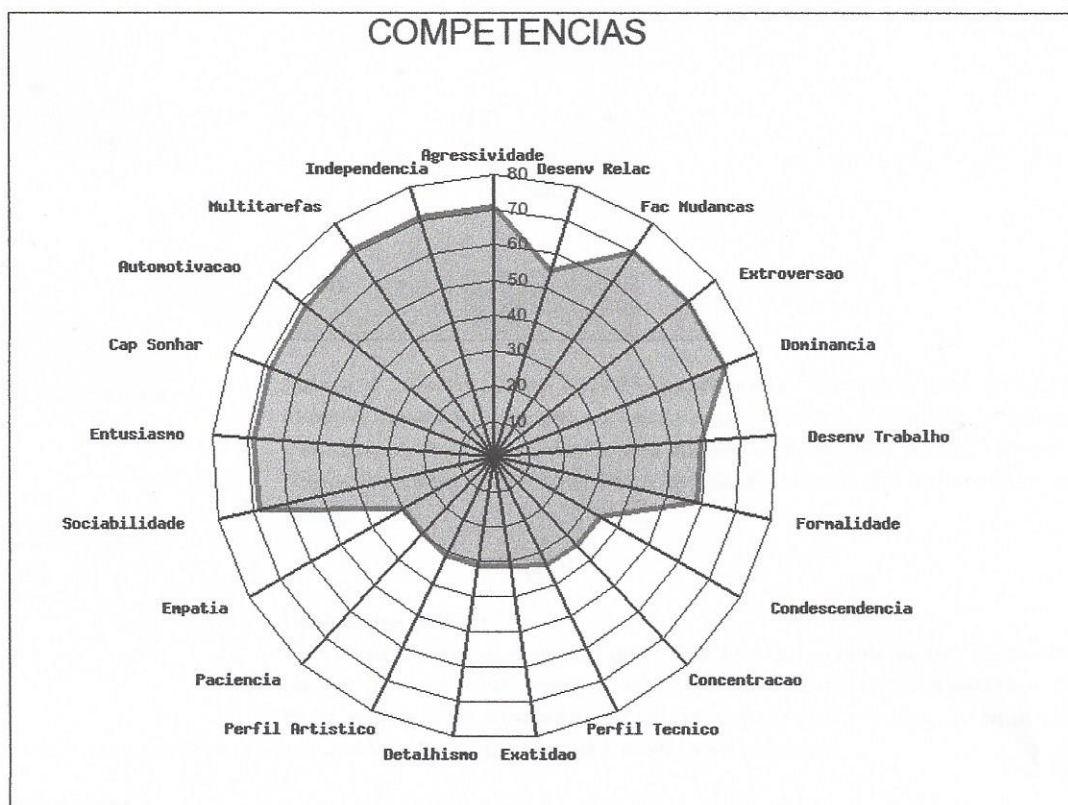 COMPETENCIAS
Agressividade
Desenv Relac
Fac Mudancas
Extroversao
Dominancia
Desenv Trabalho
Formalidade
Condescendencia
Concentracao
Perfil Tecnico
Exatidao
Detalhismo
Perfil Artistico
Paciencia
Empatia
Sociabilidade
Entusiasmo
Cap Sonhar
Automotivacao
Multitarefas
Independencia
80
70
60
50
40
30
20
10